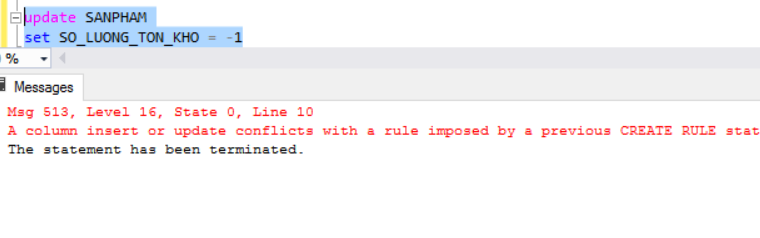 update SANPHAM
set SO_LUONG_TON_KHO = -1
%
Messages
Msg 513, Level 16, State 0, Line 10
A column insert or update conflicts with a rule imposed by a previous CREATE RULE stat
The statement has been terminated.